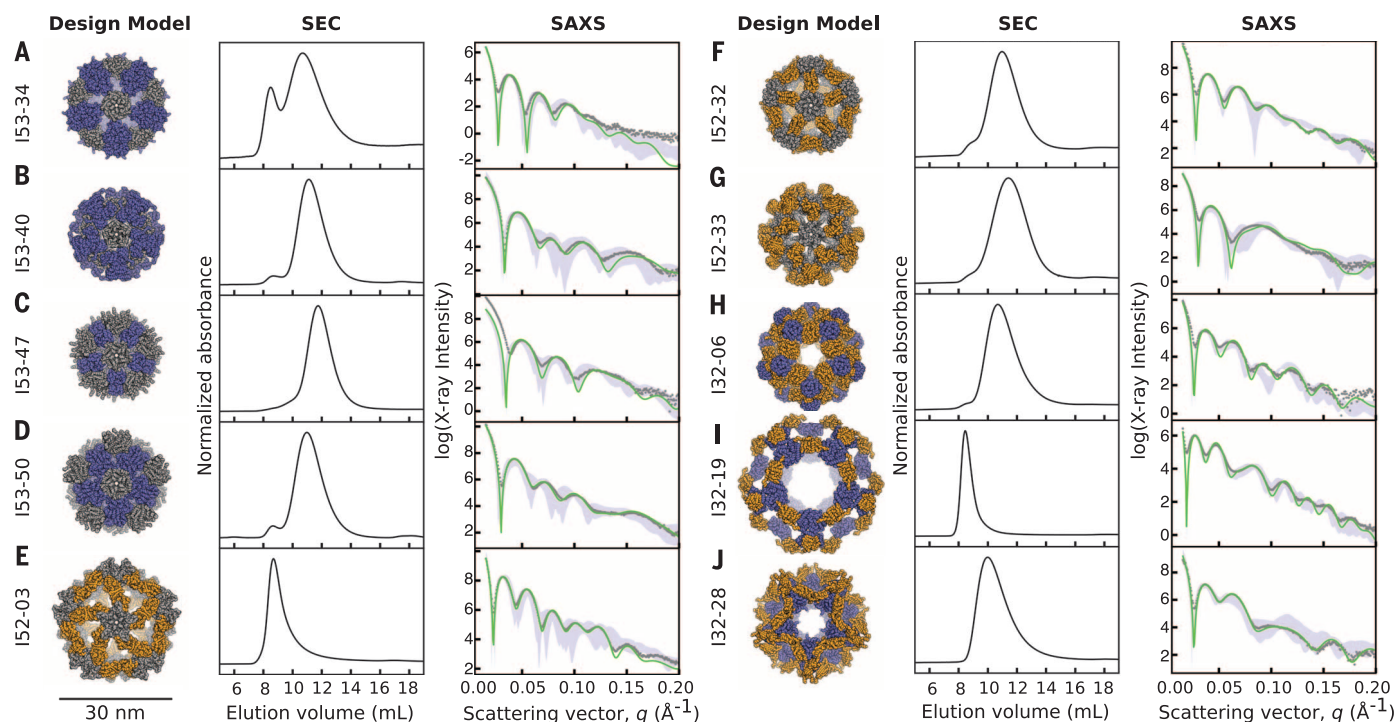 Design Model SEC SAXS Design Model SEC SAXS
A
I53-34
6
4
2
0
-2
F
I52-32
8
6
4
2
B
I53-40
8
6
4
2
G
I52-33
8
6
4
2
0
C
I53-47
8
6
4
2
0
H
I32-06
8
6
4
2
0
D
I53-50
8
6
4
2
I
I32-19
6
4
2
0
E
I52-03
8
6
4
2
J
I32-28
8
6
4
2
Normalized absorbance
log(X-ray Intensity)
Normalized absorbance
log(X-ray Intensity)
6 8 10 12 14 16 18
0.00 0.05 0.10 0.15 0.20
6 8 10 12 14 16 18
0.00 0.05 0.10 0.15 0.20
30 nm
Elution volume (mL)
Scattering vector, q (Å⁻¹)
Elution volume (mL)
Scattering vector, q (Å⁻¹)